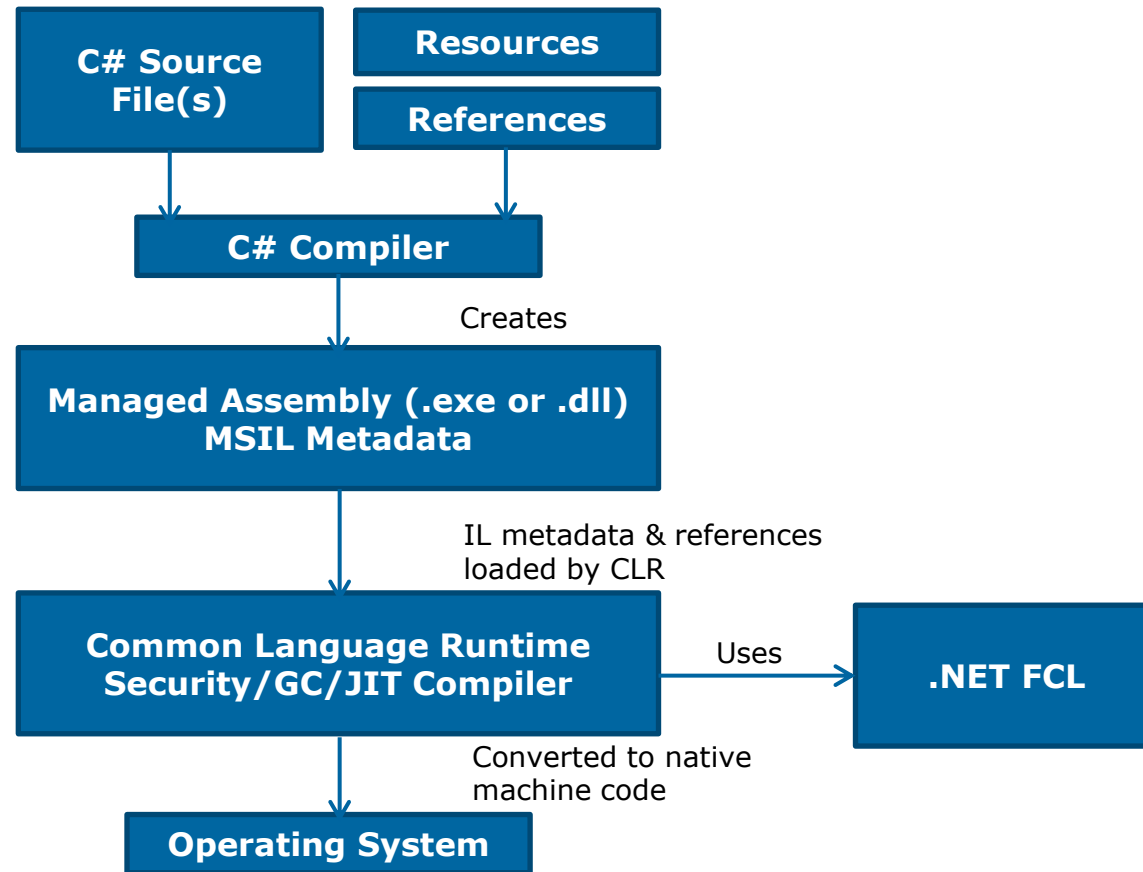 C# Source
File(s)
Resources
References
C# Compiler
Creates
Managed Assembly (.exe or .dll)
MSIL Metadata
IL metadata & references
loaded by CLR
Common Language Runtime
Security/GC/JIT Compiler
Uses
.NET FCL
Converted to native
machine code
Operating System